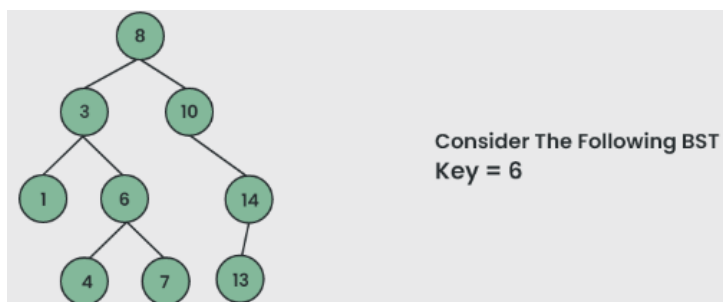 8
3 10
1 6 14
4 7 13
Consider The Following BST
Key = 6